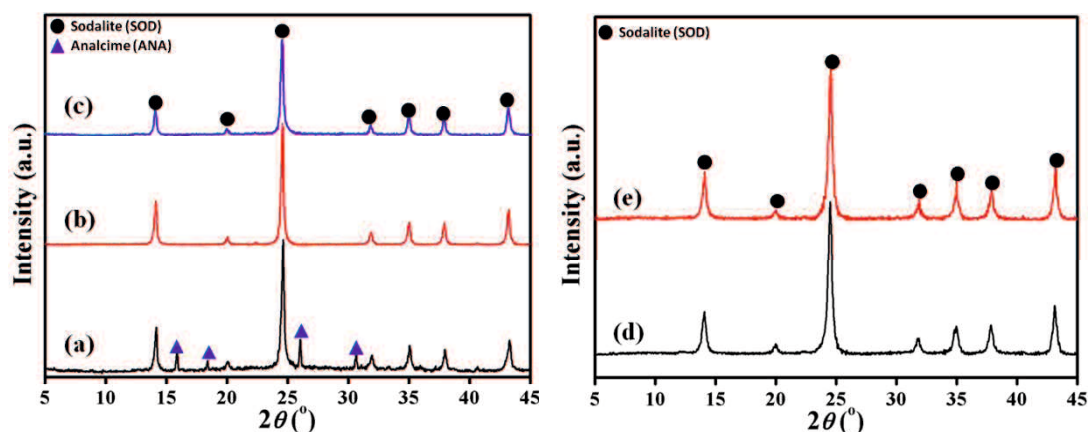 Sodalite (SOD)
Analcime (ANA)
(c)
(b)
(a)
Intensity (a.u.)
5 10 15 20 25 30 35 40 45
2θ (°)
Sodalite (SOD)
(e)
(d)
Intensity (a.u.)
5 10 15 20 25 30 35 40 45
2θ (°)